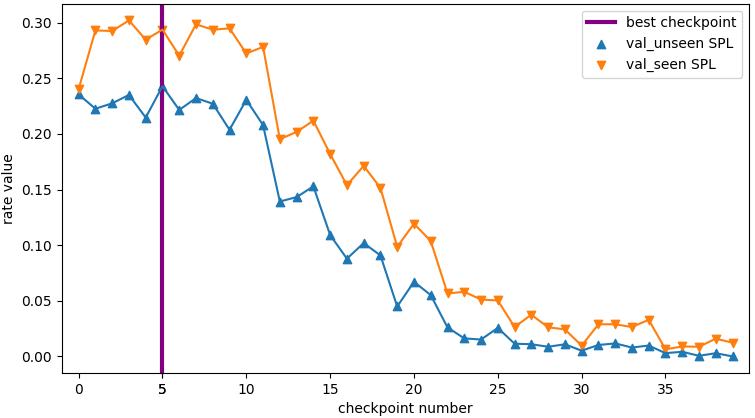 best checkpoint
val_unseen SPL
val_seen SPL
rate value
0.30
0.25
0.20
0.15
0.10
0.05
0.00
0 5 5 10 15 20 25 30 35
checkpoint number